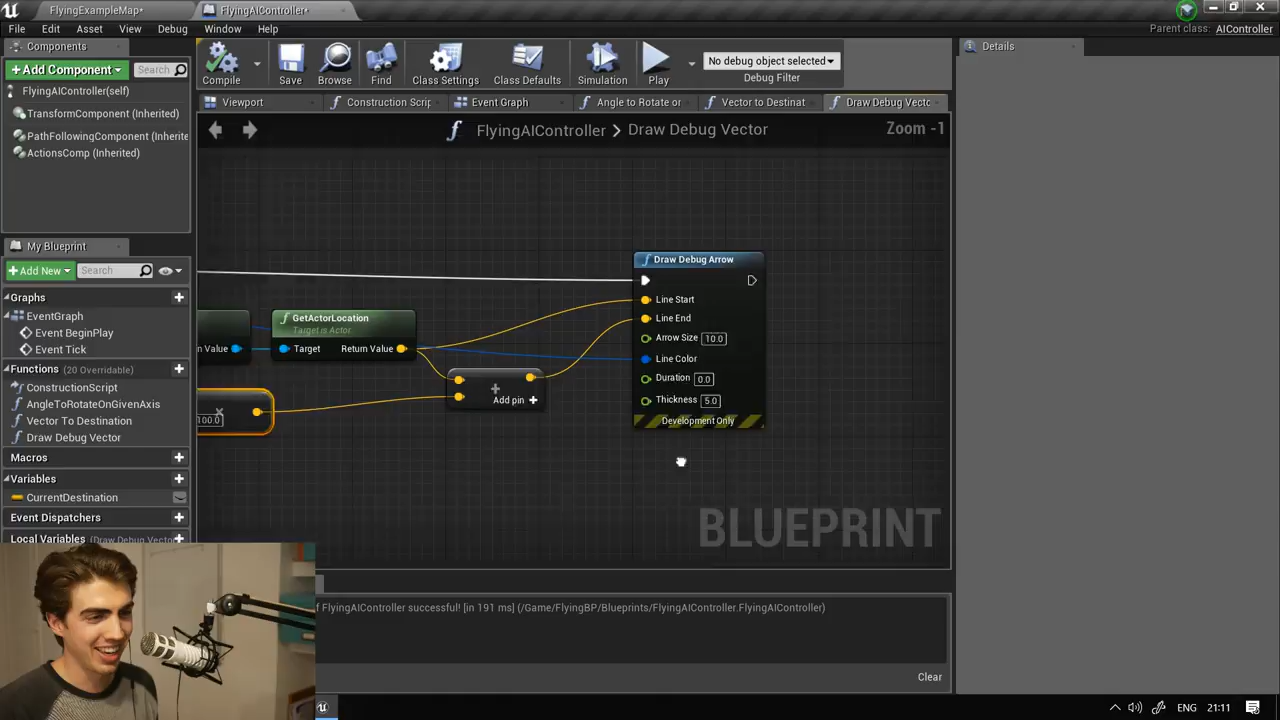 FlyingExampleMap*
FlyingAIController*
File Edit Asset View Debug Window Help
Parent class: AIController
Components
+Add Component
Search
Compile
Save
Browse
Find
Class Settings
Class Defaults
Simulation
Play
No debug object selected
Debug Filter
Details
FlyingAIController(self)
TransformComponent (Inherited)
PathFollowingComponent (Inherite
ActionsComp (Inherited)
Viewport
Construction Scrip
Event Graph
Angle to Rotate or
Vector to Destinat
Draw Debug Vecto
FlyingAIController > Draw Debug Vector
Zoom -1
My Blueprint
+Add New
Search
Graphs
EventGraph
Event BeginPlay
Event Tick
Functions (20 Overridable)
ConstructionScript
AngleToRotateOnGivenAxis
Vector To Destination
Draw Debug Vector
Macros
Variables
CurrentDestination
Event Dispatchers
Local Variables (Draw Debug Vecto
n Value
100.0
GetActorLocation
Target is Actor
Target
Return Value
Add pin +
Draw Debug Arrow
Line Start
Line End
Arrow Size 10.0
Line Color
Duration 0.0
Thickness 5.0
Development Only
BLUEPRINT
f FlyingAIController successful! [in 191 ms] (/Game/FlyingBP/Blueprints/FlyingAIController.FlyingAIController)
Clear
ENG
21:11